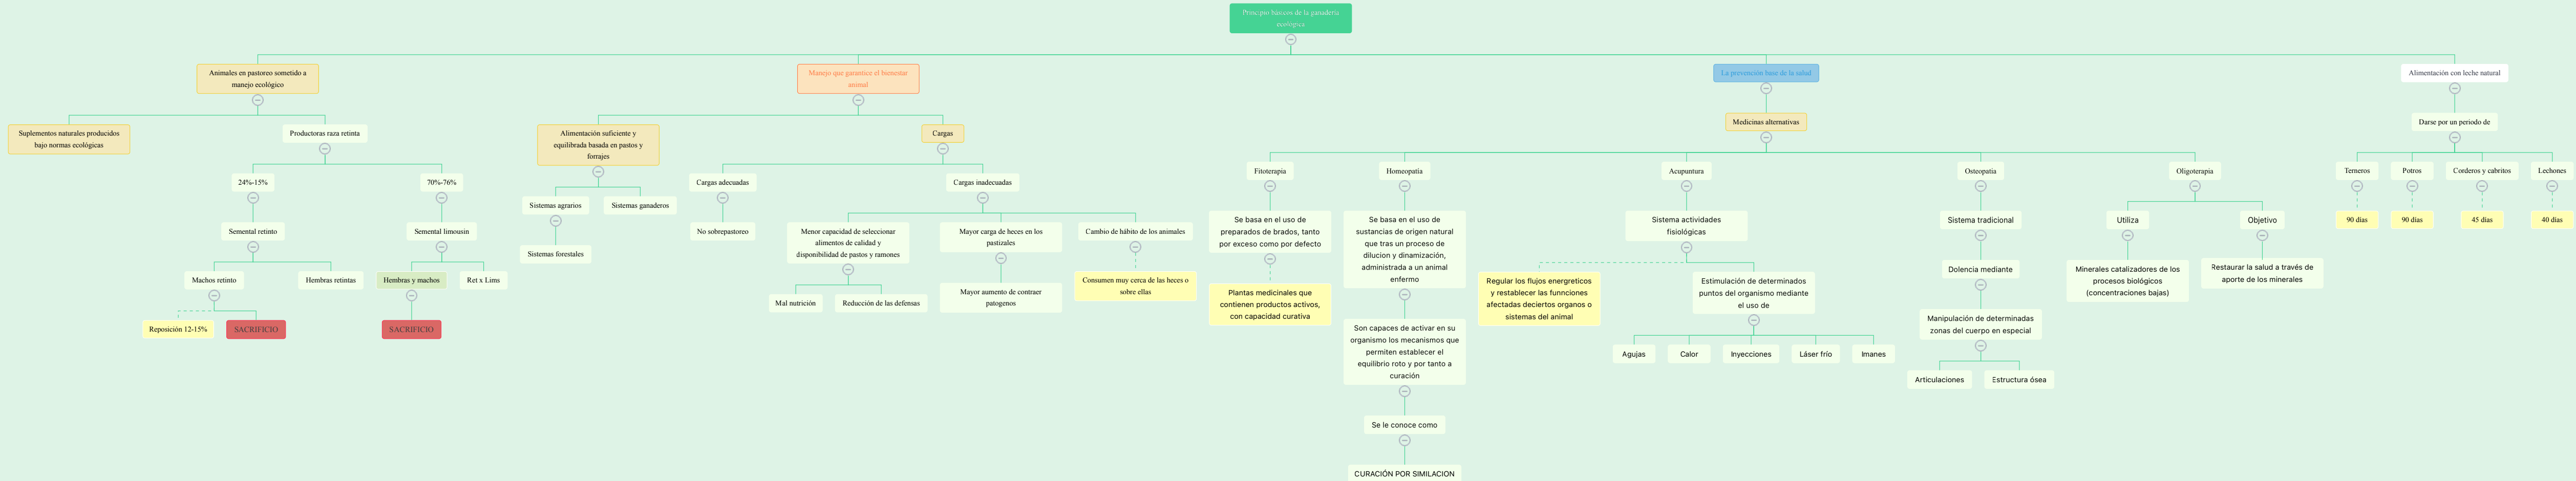 Principio básicos de la ganadería
ecológica
Animales en pastoreo sometido a
manejo ecológico
Manejo que garantice el bienestar
animal
La prevención base de la salud
Alimentación con leche natural
Suplementos naturales producidos
bajo normas ecológicas
Productoras raza retinta
Alimentación suficiente y
equilibrada basada en pastos y
forrajes
Cargas
Medicinas alternativas
Darse por un periodo de
24%-15%
70%-76%
Sistemas agrarios
Sistemas ganaderos
Cargas adecuadas
Cargas inadecuadas
Fitoterapia
Homeopatía
Acupuntura
Osteopatía
Oligoterapia
Terneros
Potros
Corderos y cabritos
Lechones
Semental retinto
Semental limousin
Sistemas forestales
No sobrepastoreo
Menor capacidad de seleccionar
alimentos de calidad y
disponibilidad de pastos y ramones
Mayor carga de heces en los
pastizales
Cambio de hábito de los animales
Se basa en el uso de
preparados de brados, tanto
por exceso como por defecto
Se basa en el uso de
sustancias de origen natural
que tras un proceso de
dilucion y dinamización,
administrada a un animal
enfermo
Sistema actividades
fisiológicas
Sistema tradicional
Utiliza
Objetivo
90 días
90 días
45 días
40 días
Machos retinto
Hembras retintas
Hembras y machos
Ret x Lims
Mal nutrición
Reducción de las defensas
Mayor aumento de contraer
patogenos
Consumen muy cerca de las heces o
sobre ellas
Plantas medicinales que
contienen productos activos,
con capacidad curativa
Regular los flujos energreticos
y restablecer las funnciones
afectadas deciertos organos o
sistemas del animal
Estimulación de determinados
puntos del organismo mediante
el uso de
Dolencia mediante
Minerales catalizadores de los
procesos biológicos
(concentraciones bajas)
Restaurar la salud a través de
aporte de los minerales
Reposición 12-15%
SACRIFICIO
SACRIFICIO
Son capaces de activar en su
organismo los mecanismos que
permiten establecer el
equilibrio roto y por tanto a
curación
Agujas
Calor
Inyecciones
Láser frío
Imanes
Manipulación de determinadas
zonas del cuerpo en especial
Articulaciones
Estructura ósea
Se le conoce como
CURACIÓN POR SIMILACION